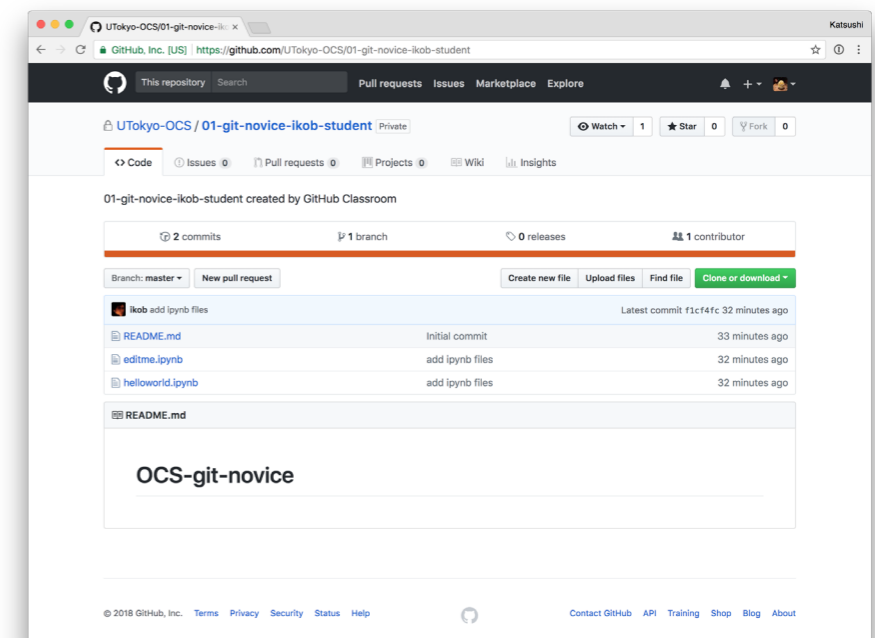 UTokyo-OCS/01-git-novice-ik
Katsushi
GitHub, Inc. [US] https://github.com/UTokyo-OCS/01-git-novice-ikob-student
This repository Search Pull requests Issues Marketplace Explore
UTokyo-OCS / 01-git-novice-ikob-student Private Watch 1 Star 0 Fork 0
Code Issues 0 Pull requests 0 Projects 0 Wiki Insights
01-git-novice-ikob-student created by GitHub Classroom
2 commits 1 branch 0 releases 1 contributor
Branch: master New pull request Create new file Upload files Find file Clone or download
ikob add ipynb files Latest commit f1cf4fc 32 minutes ago
README.md Initial commit 33 minutes ago
editme.ipynb add ipynb files 32 minutes ago
helloworld.ipynb add ipynb files 32 minutes ago
README.md
OCS-git-novice
© 2018 GitHub, Inc. Terms Privacy Security Status Help Contact GitHub API Training Shop Blog About